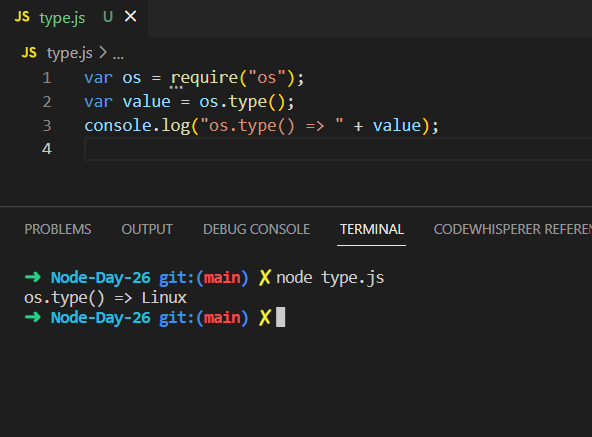 JS type.js U ×
JS type.js > ...
1 var os = require("os");
2 var value = os.type();
3 console.log("os.type() => " + value);
4
PROBLEMS OUTPUT DEBUG CONSOLE TERMINAL CODEWHISPERER REFEREN
➜ Node-Day-26 git:(main) ✗ node type.js
os.type() => Linux
➜ Node-Day-26 git:(main) ✗